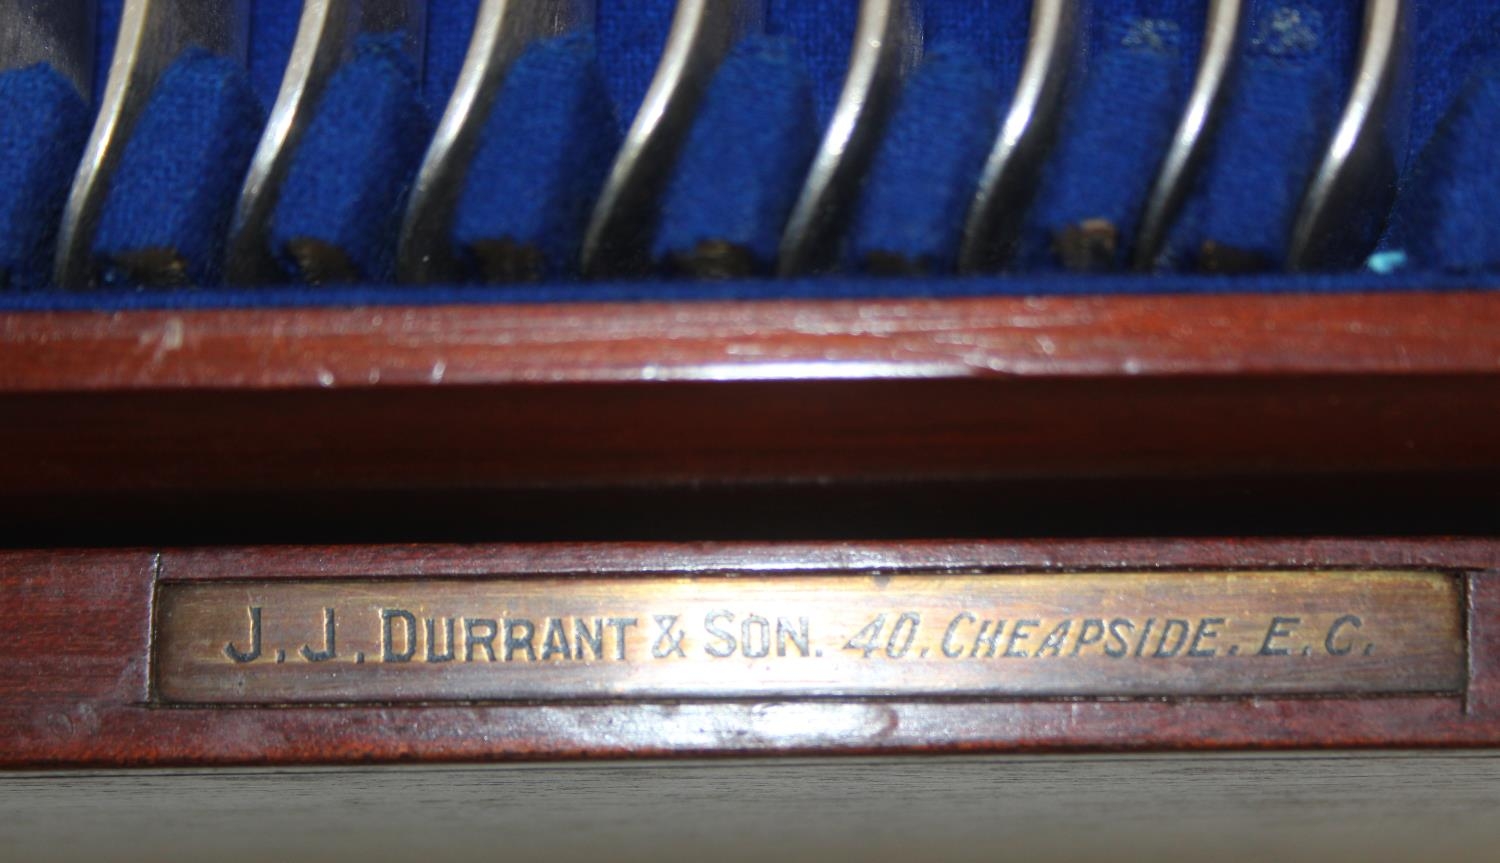 J.J. DURRANT & SON. 40, CHEAPSIDE. E.C.